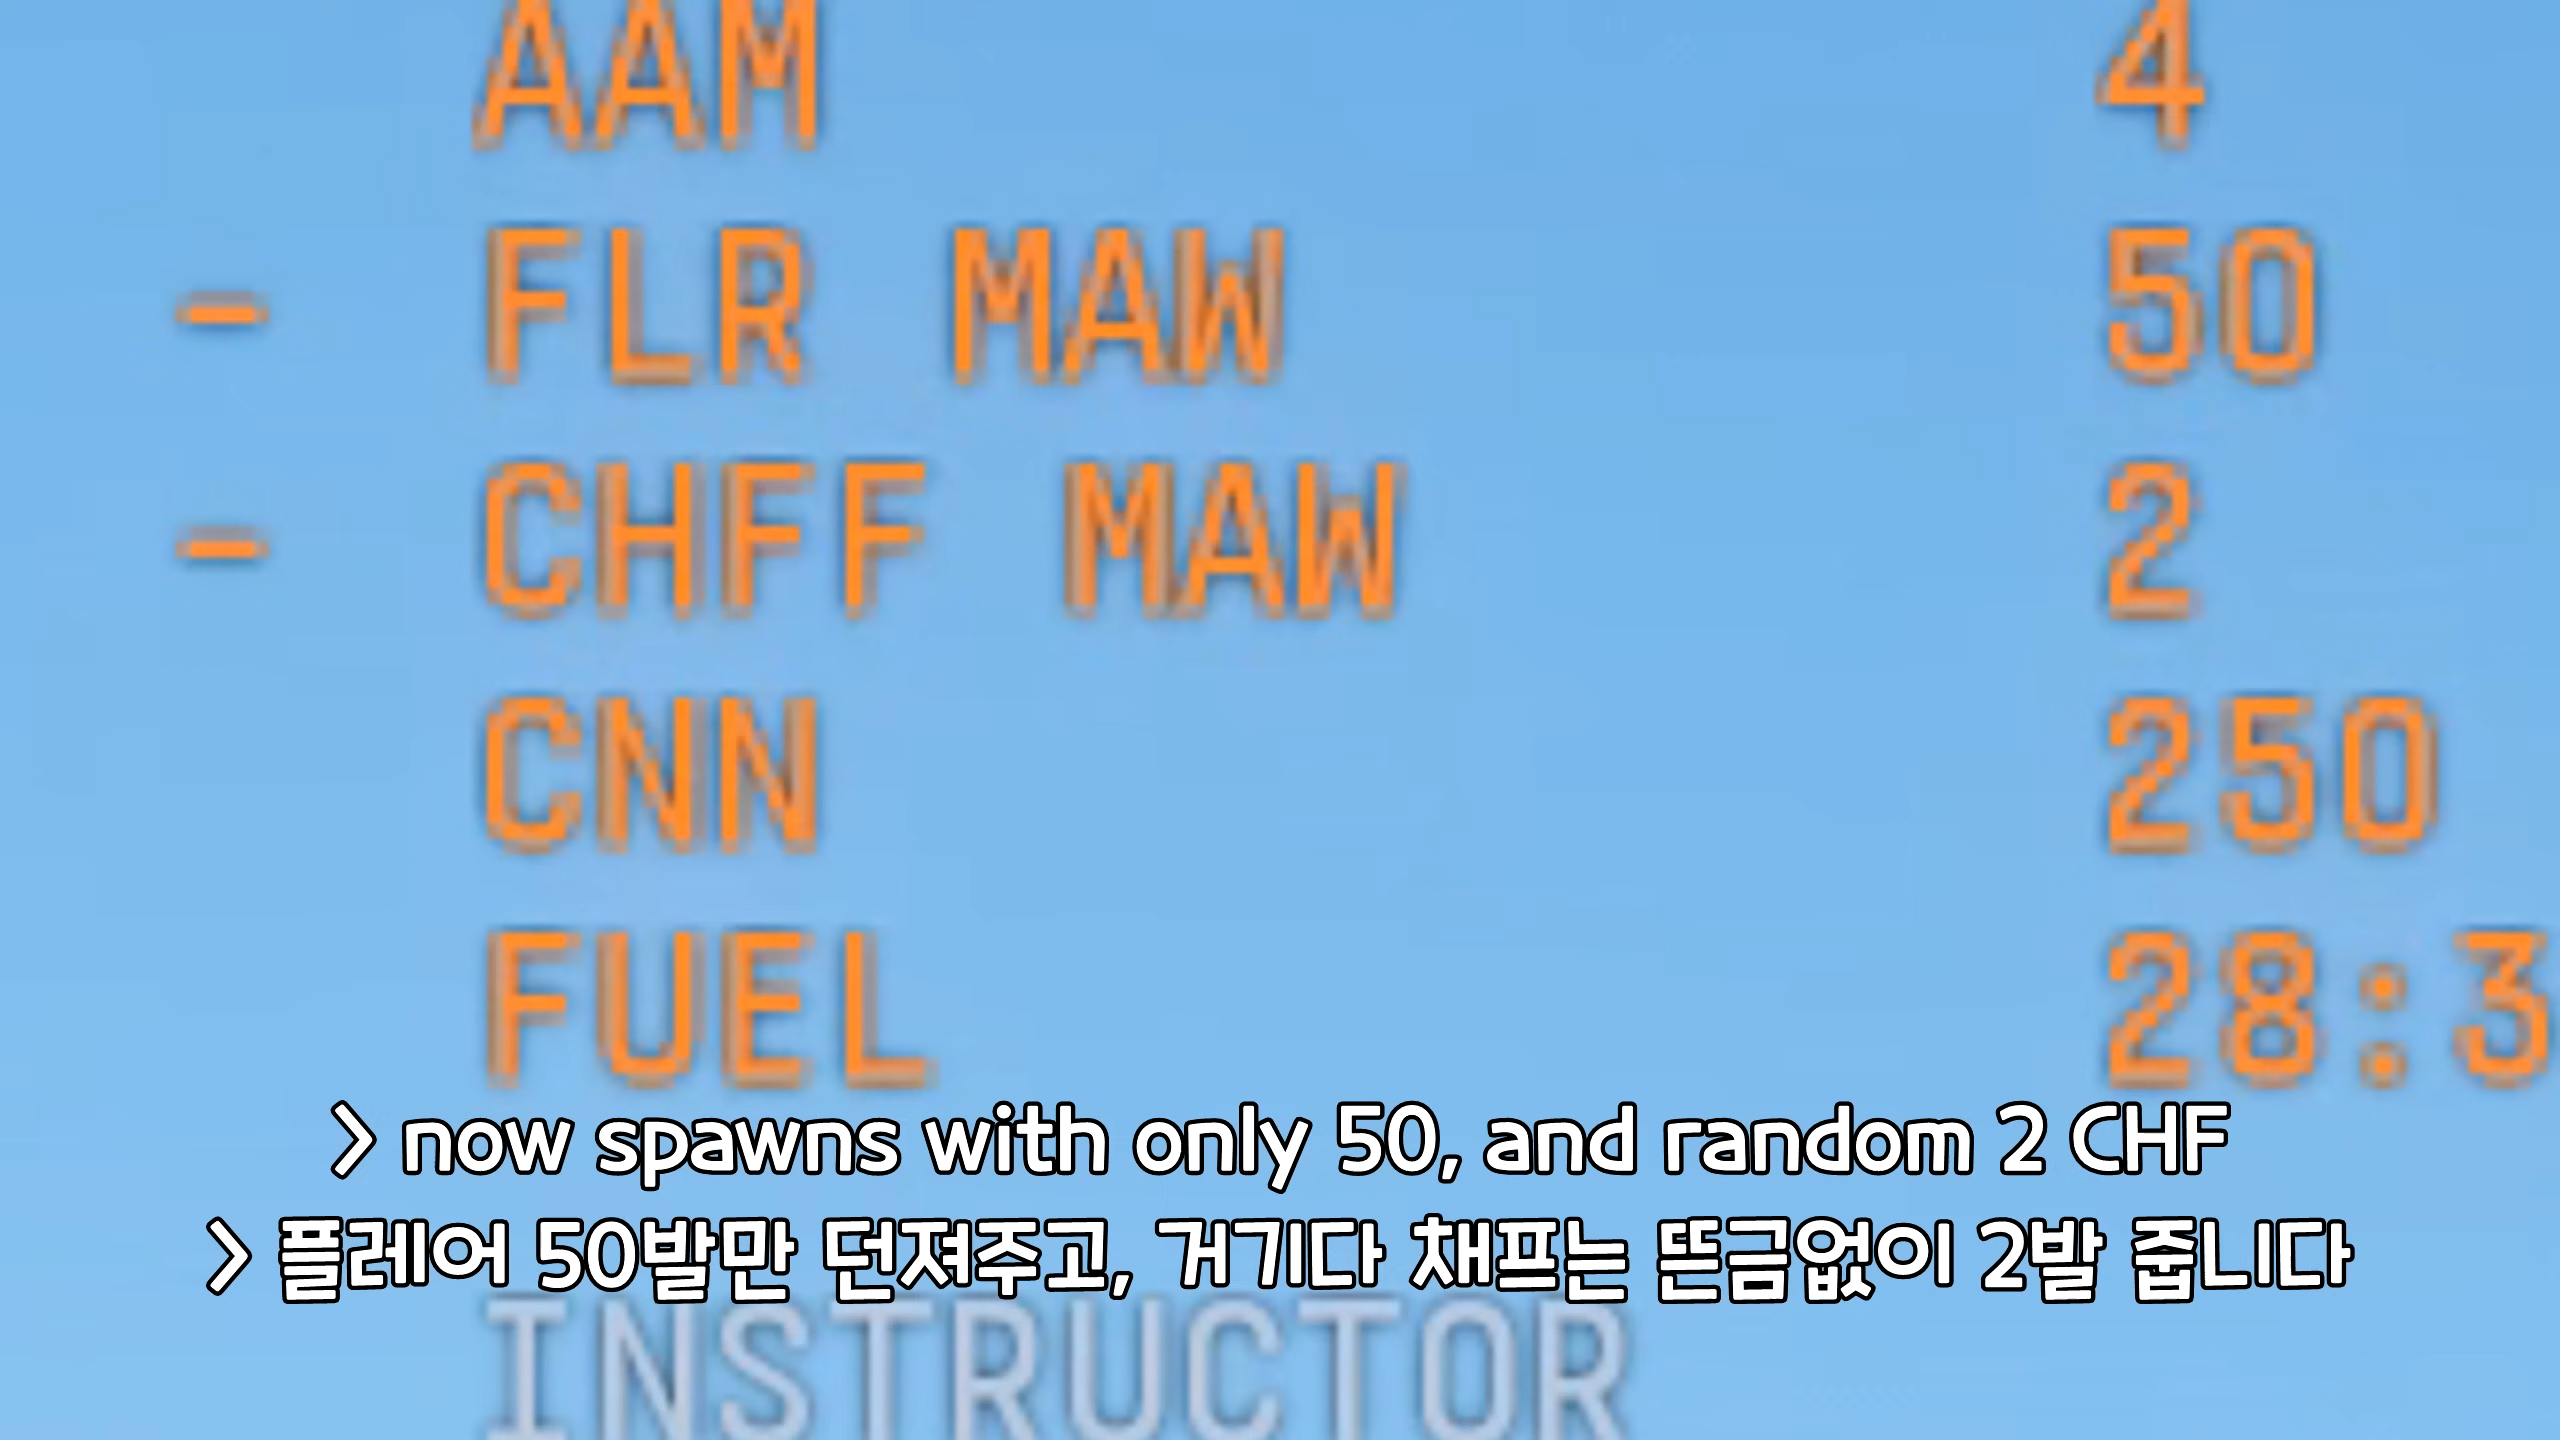 AAM 4
- FLR MAW 50
- CHFF MAW 2
CNN 250
FUEL 28:3
> now spawns with only 50, and random 2 CHF
> 플레어 50발만 던져주고, 거기다 채프는 뜬금없이 2발 줍니다
INSTRUCTOR